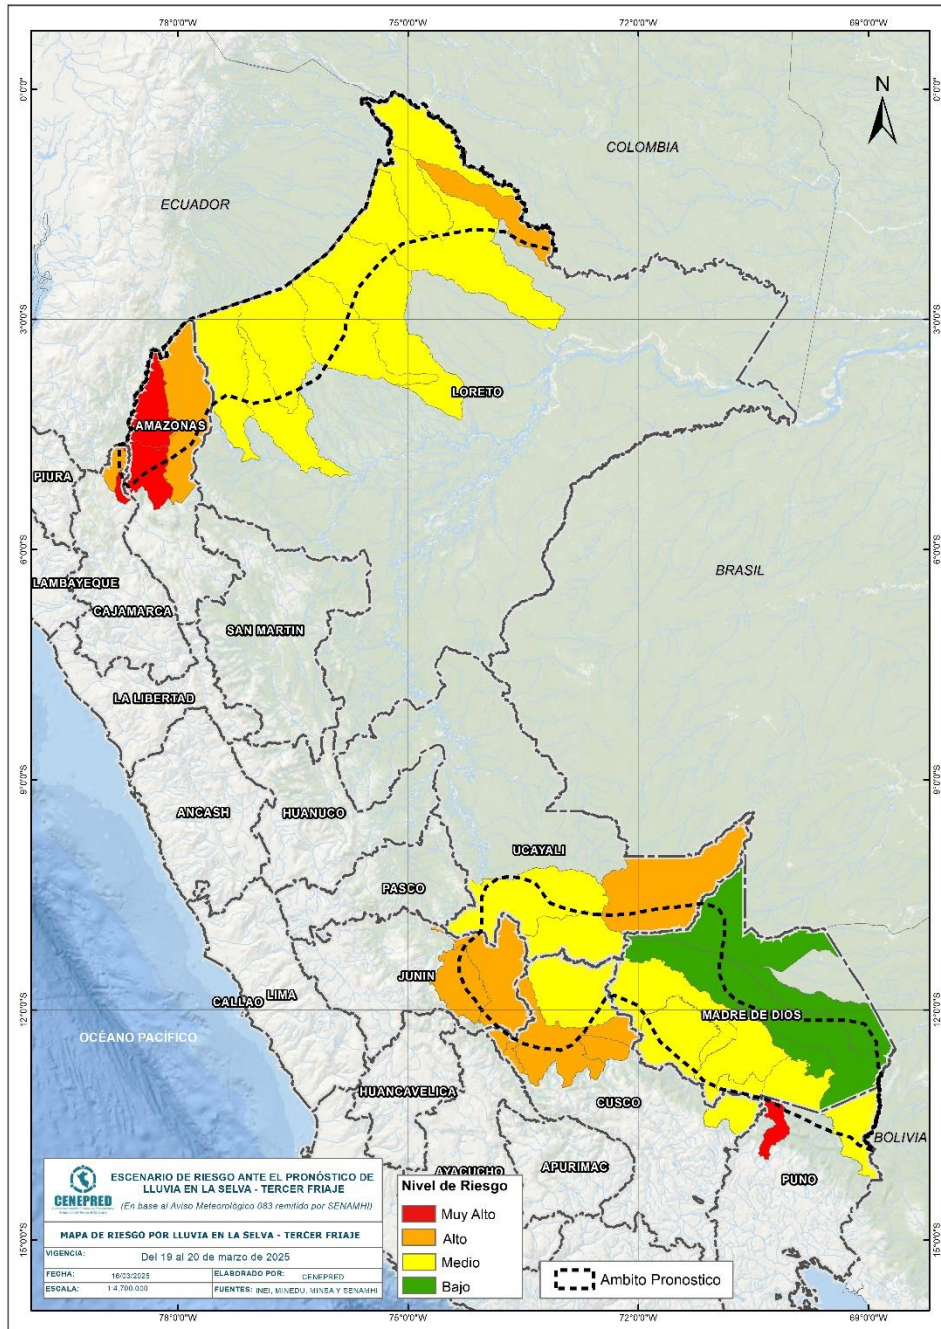 78°0'0"W 75°0'0"W 72°0'0"W 69°0'0"W
0°0'0"
0°0'0"
N
COLOMBIA
ECUADOR
3°0'0"S
3°0'0"S
LORETO
AMAZONAS
PIURA
6°0'0"S
6°0'0"S
BRASIL
LAMBAYEQUE
CAJAMARCA
SAN MARTIN
LA LIBERTAD
9°0'0"S
9°0'0"S
ANCASH
HUANUCO
UCAYALI
PASCO
JUNIN
LIMA
CALLAO
12°0'0"S
12°0'0"S
MADRE DE DIOS
OCÉANO PACÍFICO
HUANCAVELICA
CUSCO
BOLIVIA
AYACUCHO
APURIMAC
PUNO
15°0'0"S
15°0'0"S
CENEPRED
ESCENARIO DE RIESGO ANTE EL PRONÓSTICO DE
LLUVIA EN LA SELVA - TERCER FRIAJE
(En base al Aviso Meteorológico 083 remitido por SENAMHI)
MAPA DE RIESGO POR LLUVIA EN LA SELVA - TERCER FRIAJE
VIGENCIA: Del 19 al 20 de marzo de 2025
FECHA: 18/03/2025 ELABORADO POR: CENEPRED
ESCALA: 1:4,700,000 FUENTES: INEI, MINEDU, MINSA Y SENAMHI
Nivel de Riesgo
Muy Alto
Alto
Medio
Bajo
Ambito Pronostico
78°0'0"W 75°0'0"W 72°0'0"W 69°0'0"W